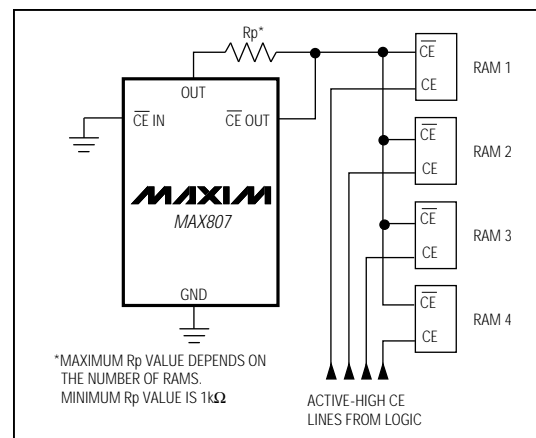 Rp*
OUT
CE IN
CE OUT
MAXIM
MAX807
GND
CE
CE
RAM 1
CE
CE
RAM 2
CE
CE
RAM 3
CE
CE
RAM 4
*MAXIMUM Rp VALUE DEPENDS ON
THE NUMBER OF RAMS.
MINIMUM Rp VALUE IS 1kΩ
ACTIVE-HIGH CE
LINES FROM LOGIC